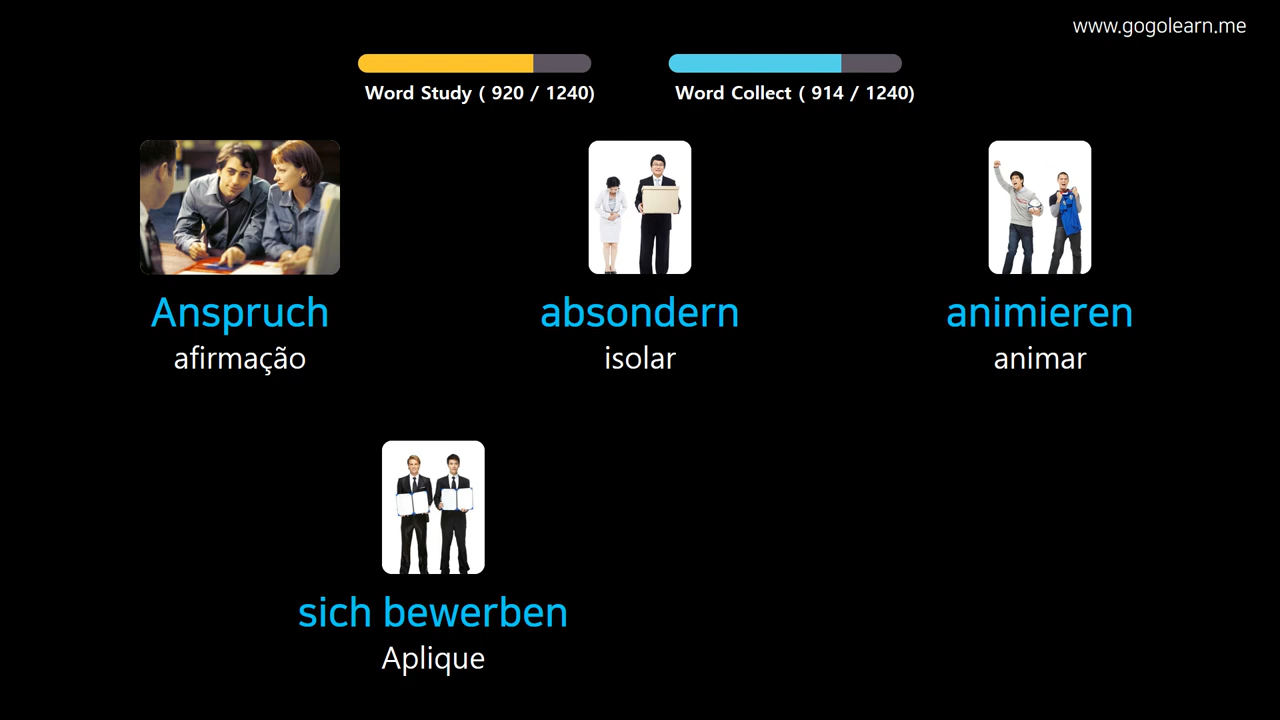 www.gogolearn.me
Word Study ( 920 / 1240)
Word Collect ( 914 / 1240)
Anspruch
afirmação
absondern
isolar
animieren
animar
sich bewerben
Aplique